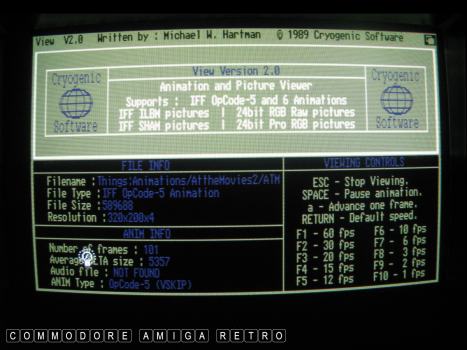 View V2.0 Written by : Michael W. Hartman © 1989 Cryogenic Software
Cryogenic
Software
View Version 2.0
Animation and Picture Viewer
Supports : IFF OpCode-5 and 6 Animations
IFF ILBM pictures | 24bit RGB Raw pictures
IFF SHAM pictures | 24bit Pro RGB pictures
Cryogenic
Software
FILE INFO
Filename : Things:Animations/AttheMovies2/ATM
File Type : IFF OpCode-5 Animation
File Size : 589688
Resolution : 320x200x4
ANIM INFO
Number of frames : 101
Average DELTA size : 5357
Audio file : NOT FOUND
ANIM Type : OpCode-5 (VSKIP)
VIEWING CONTROLS
ESC - Stop Viewing.
SPACE - Pause animation.
a - Advance one frame.
RETURN - Default speed.
F1 - 60 fps F6 - 10 fps
F2 - 30 fps F7 - 6 fps
F3 - 20 fps F8 - 3 fps
F4 - 15 fps F9 - 2 fps
F5 - 12 fps F10 - 1 fps
COMMODORE AMIGA RETRO